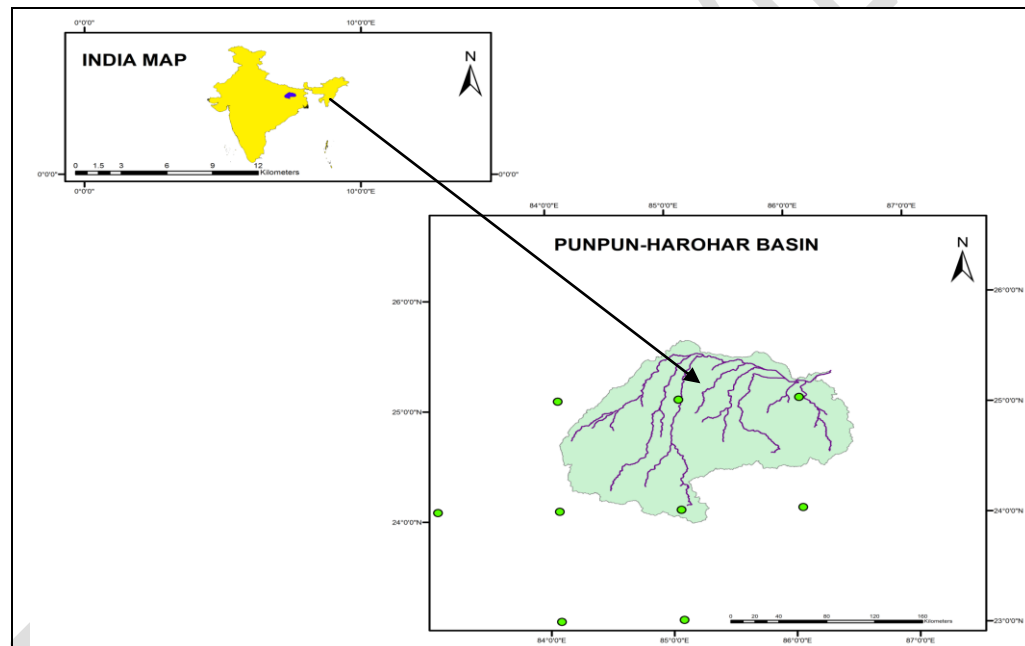 0°0'0" 10°0'0"E
INDIA MAP
N
0 1.5 3 6 9 12
Kilometers
0°0'0" 0°0'0"
0°0'0" 10°0'0"E
84°0'0"E 85°0'0"E 86°0'0"E 87°0'0"E
PUNPUN-HAROHAR BASIN
N
26°0'0"N 26°0'0"N
25°0'0"N 25°0'0"N
24°0'0"N 24°0'0"N
0 20 40 80 120 160
Kilometers
23°0'0"N
84°0'0"E 85°0'0"E 86°0'0"E 87°0'0"E